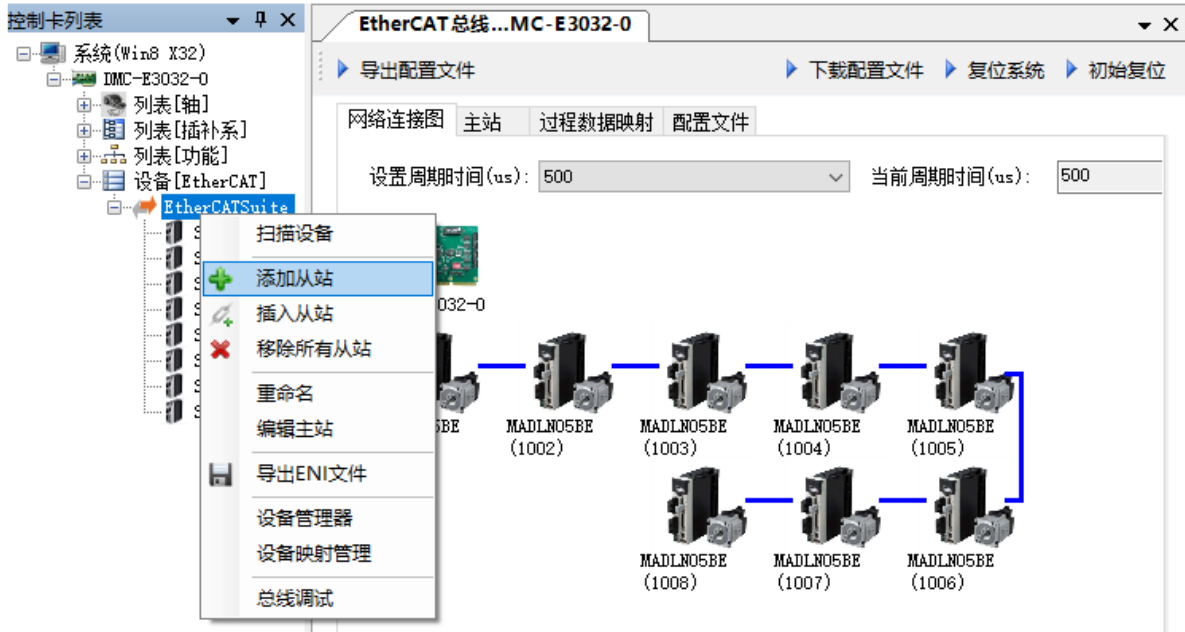 控制卡列表
系统(Win8 X32)
DMC-E3032-0
列表[轴]
列表[插补系]
列表[功能]
设备[EtherCAT]
EtherCATSuite
扫描设备
添加从站
插入从站
移除所有从站
重命名
编辑主站
导出ENI文件
设备管理器
设备映射管理
总线调试
EtherCAT总线...MC-E3032-0
导出配置文件 下载配置文件 复位系统 初始复位
网络连接图 主站 过程数据映射 配置文件
设置周期时间(us): 500 当前周期时间(us): 500
032-0
5BE MADLN05BE MADLN05BE MADLN05BE MADLN05BE
(1002) (1003) (1004) (1005)
MADLN05BE MADLN05BE MADLN05BE
(1008) (1007) (1006)